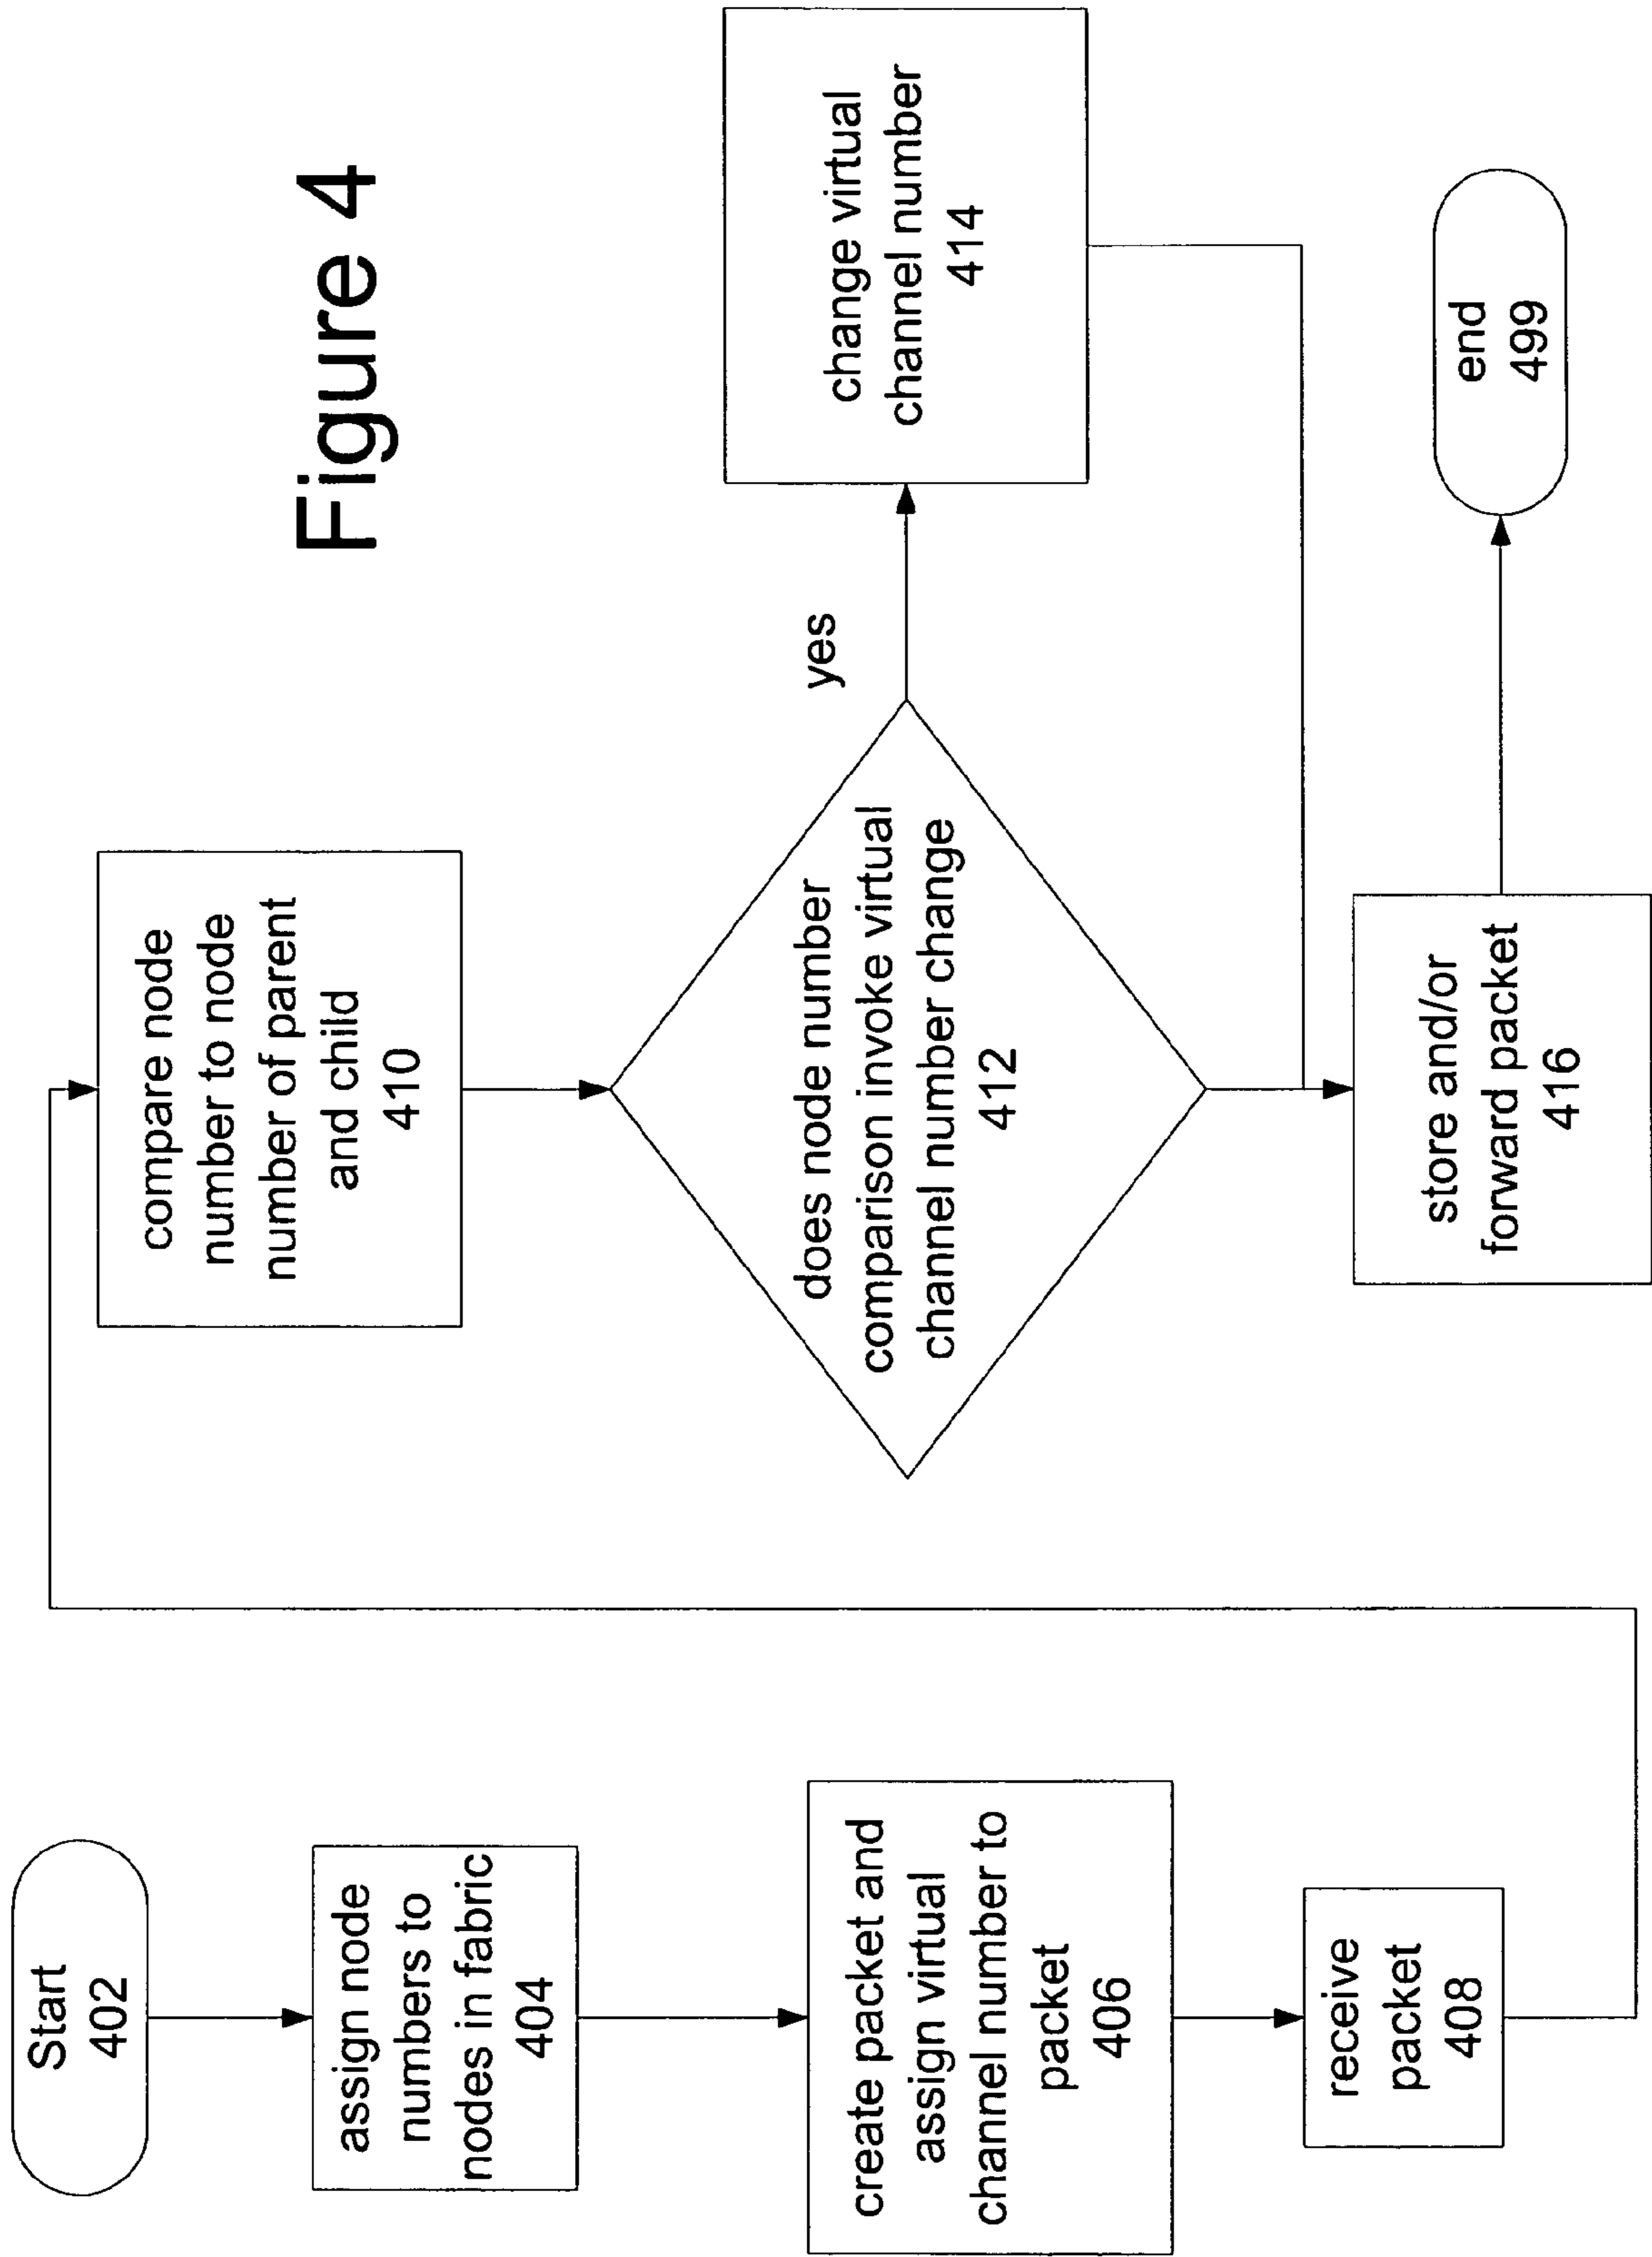 Figure 4
Start
402
assign node
numbers to
nodes in fabric
404
create packet and
assign virtual
channel number to
packet
406
receive
packet
408
compare node
number to node
number of parent
and child
410
does node number
comparison invoke virtual
channel number change
412
yes
change virtual
channel number
414
store and/or
forward packet
416
end
499